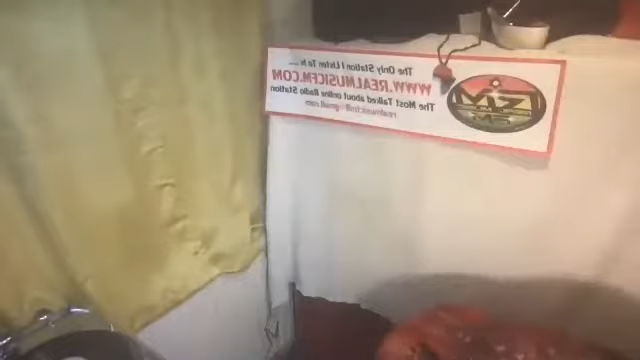 The Only Station I Listen To Is ....
WWW.REALMUSICFM.COM
The Most Talked about online Radio Station